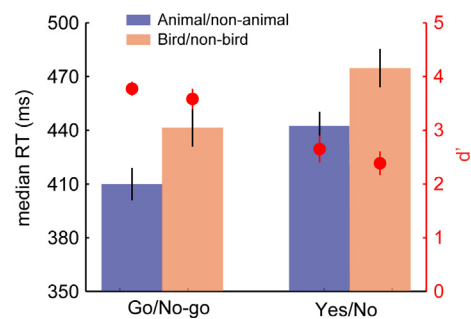 500
470
440
410
380
350
median RT (ms)
Animal/non-animal
Bird/non-bird
5
4
3
2
1
0
d'
Go/No-go
Yes/No